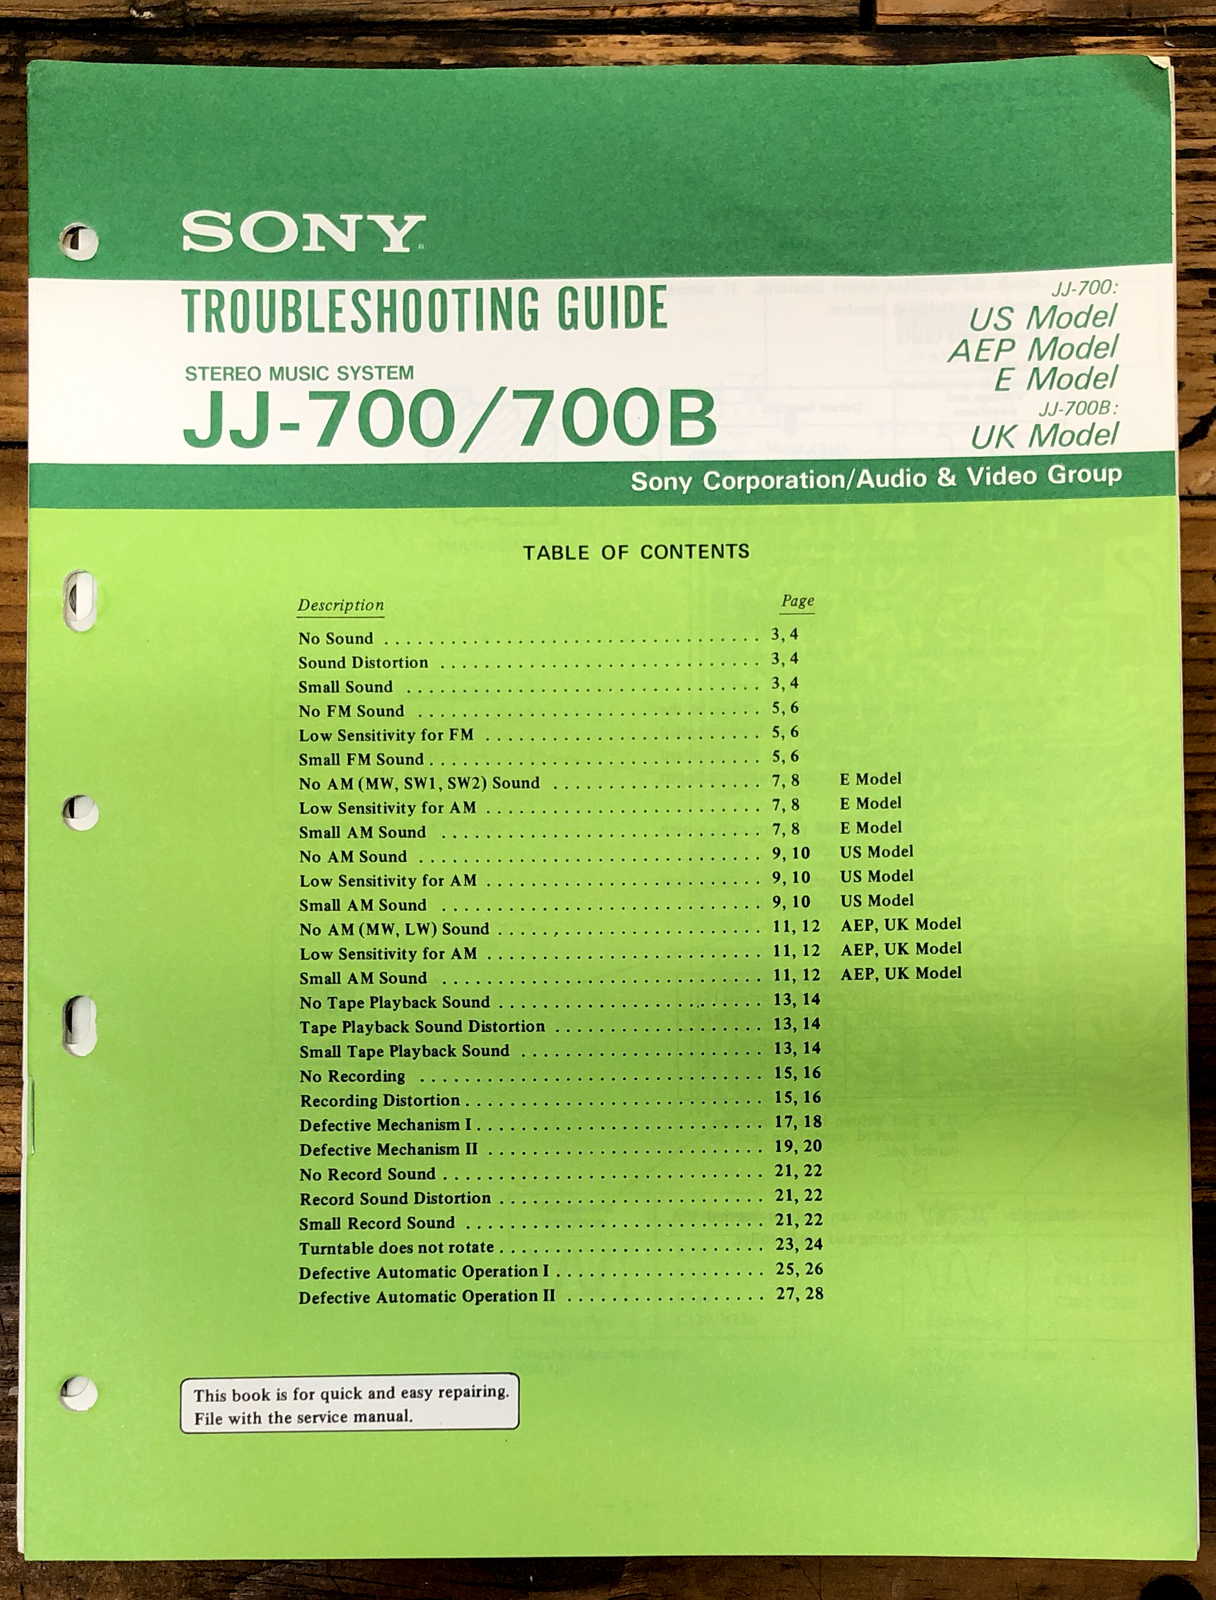 SONY
TROUBLESHOOTING GUIDE
STEREO MUSIC SYSTEM
JJ-700/700B
JJ-700:
US Model
AEP Model
E Model
JJ-700B:
UK Model
Sony Corporation/Audio & Video Group
TABLE OF CONTENTS
Description Page
No Sound . . . . . . . . . . . . . . . . . . . . 3, 4
Sound Distortion . . . . . . . . . . . . . . . . . . . . 3, 4
Small Sound . . . . . . . . . . . . . . . . . . . . 3, 4
No FM Sound . . . . . . . . . . . . . . . . . . . . 5, 6
Low Sensitivity for FM . . . . . . . . . . . . . . . . . . . . 5, 6
Small FM Sound . . . . . . . . . . . . . . . . . . . . 5, 6
No AM (MW, SW1, SW2) Sound . . . . . . . . . . . . . . . . . . . . 7, 8 E Model
Low Sensitivity for AM . . . . . . . . . . . . . . . . . . . . 7, 8 E Model
Small AM Sound . . . . . . . . . . . . . . . . . . . . 7, 8 E Model
No AM Sound . . . . . . . . . . . . . . . . . . . . 9, 10 US Model
Low Sensitivity for AM . . . . . . . . . . . . . . . . . . . . 9, 10 US Model
Small AM Sound . . . . . . . . . . . . . . . . . . . . 9, 10 US Model
No AM (MW, LW) Sound . . . . . . . . . . . . . . . . . . . . 11, 12 AEP, UK Model
Low Sensitivity for AM . . . . . . . . . . . . . . . . . . . . 11, 12 AEP, UK Model
Small AM Sound . . . . . . . . . . . . . . . . . . . . 11, 12 AEP, UK Model
No Tape Playback Sound . . . . . . . . . . . . . . . . . . . . 13, 14
Tape Playback Sound Distortion . . . . . . . . . . . . . . . . . . . . 13, 14
Small Tape Playback Sound . . . . . . . . . . . . . . . . . . . . 13, 14
No Recording . . . . . . . . . . . . . . . . . . . . 15, 16
Recording Distortion . . . . . . . . . . . . . . . . . . . . 15, 16
Defective Mechanism I . . . . . . . . . . . . . . . . . . . . 17, 18
Defective Mechanism II . . . . . . . . . . . . . . . . . . . . 19, 20
No Record Sound . . . . . . . . . . . . . . . . . . . . 21, 22
Record Sound Distortion . . . . . . . . . . . . . . . . . . . . 21, 22
Small Record Sound . . . . . . . . . . . . . . . . . . . . 21, 22
Turntable does not rotate . . . . . . . . . . . . . . . . . . . . 23, 24
Defective Automatic Operation I . . . . . . . . . . . . . . . . . . . 25, 26
Defective Automatic Operation II . . . . . . . . . . . . . . . . . . 27, 28
This book is for quick and easy repairing.
File with the service manual.